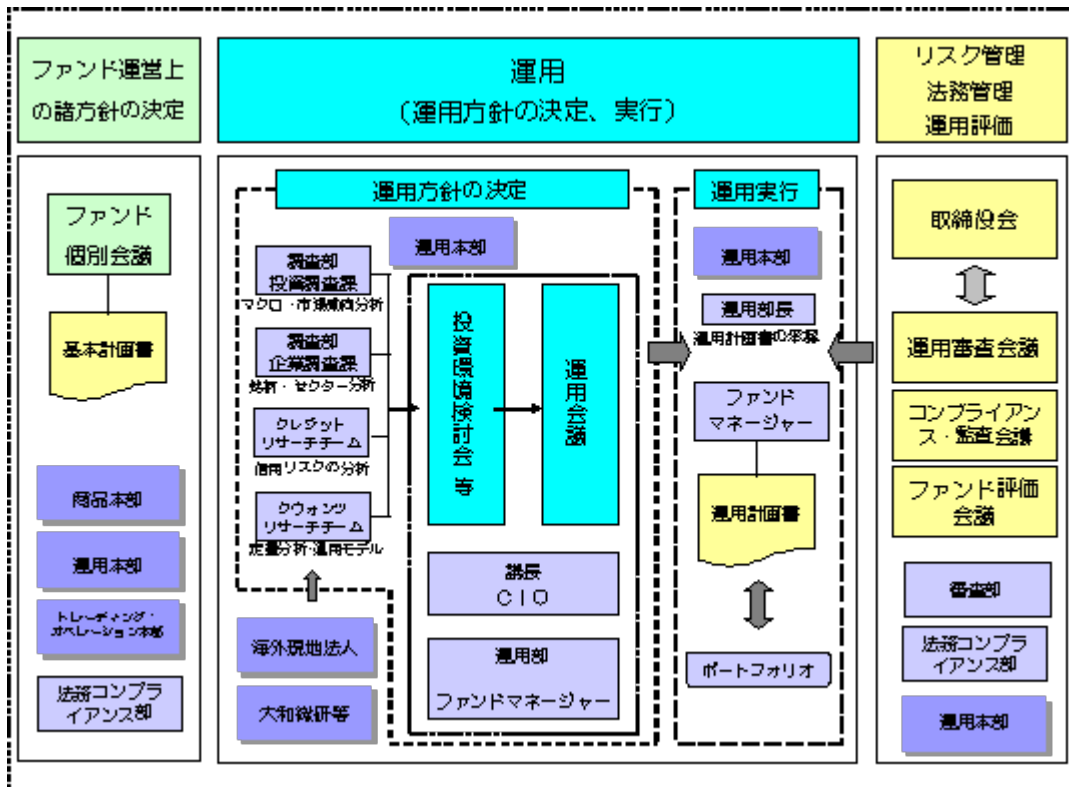 ファンド運営上
の諸方針の決定
運用
（運用方針の決定、実行）
リスク管理
法務管理
運用評価
ファンド
個別会議
基本計画書
商品本部
運用本部
トレーディング・
オペレーション本部
法務コンプラ
イアンス部
運用方針の決定
運用本部
調査部
投資調査課
マクロ・市場動向分析
調査部
企業調査課
銘柄・セクター分析
クレジット
リサーチチーム
信用リスクの分析
クウォンツ
リサーチチーム
定量分析・運用モデル
海外現地法人
大和総研等
投資環境検討会 等
運用会議
議長
ＣＩＯ
運用部
ファンドマネージャー
運用実行
運用本部
運用部長
運用計画書の承認
ファンド
マネージャー
運用計画書
ポートフォリオ
取締役会
運用審査会議
コンプライアン
ス・監査会議
ファンド評価
会議
審査部
法務コンプラ
イアンス部
運用本部